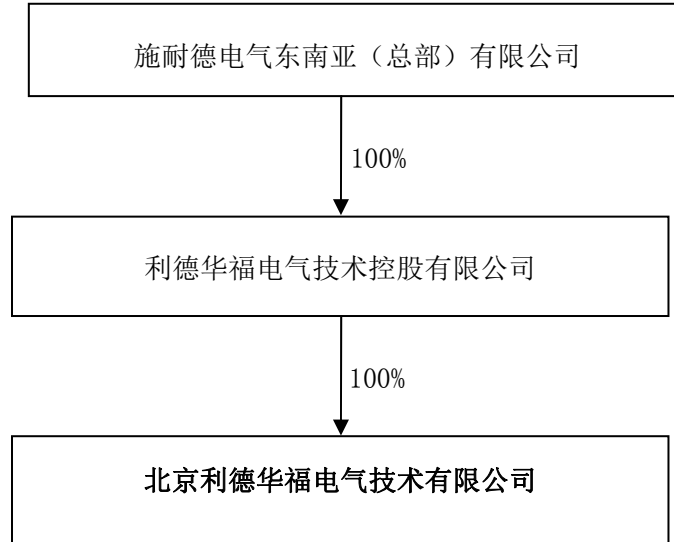 施耐德电气东南亚（总部）有限公司
100%
利德华福电气技术控股有限公司
100%
北京利德华福电气技术有限公司